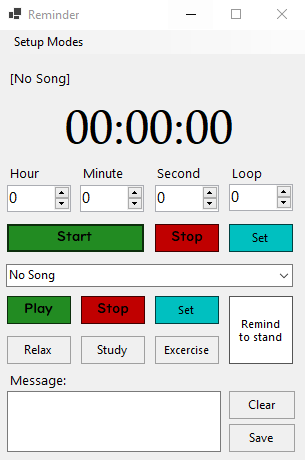 Reminder
Setup Modes
[No Song]
00:00:00
Hour Minute Second Loop
0 0 0 0
Start Stop Set
No Song
Play Stop Set
Remind
to stand
Relax Study Excercise
Message:
Clear
Save